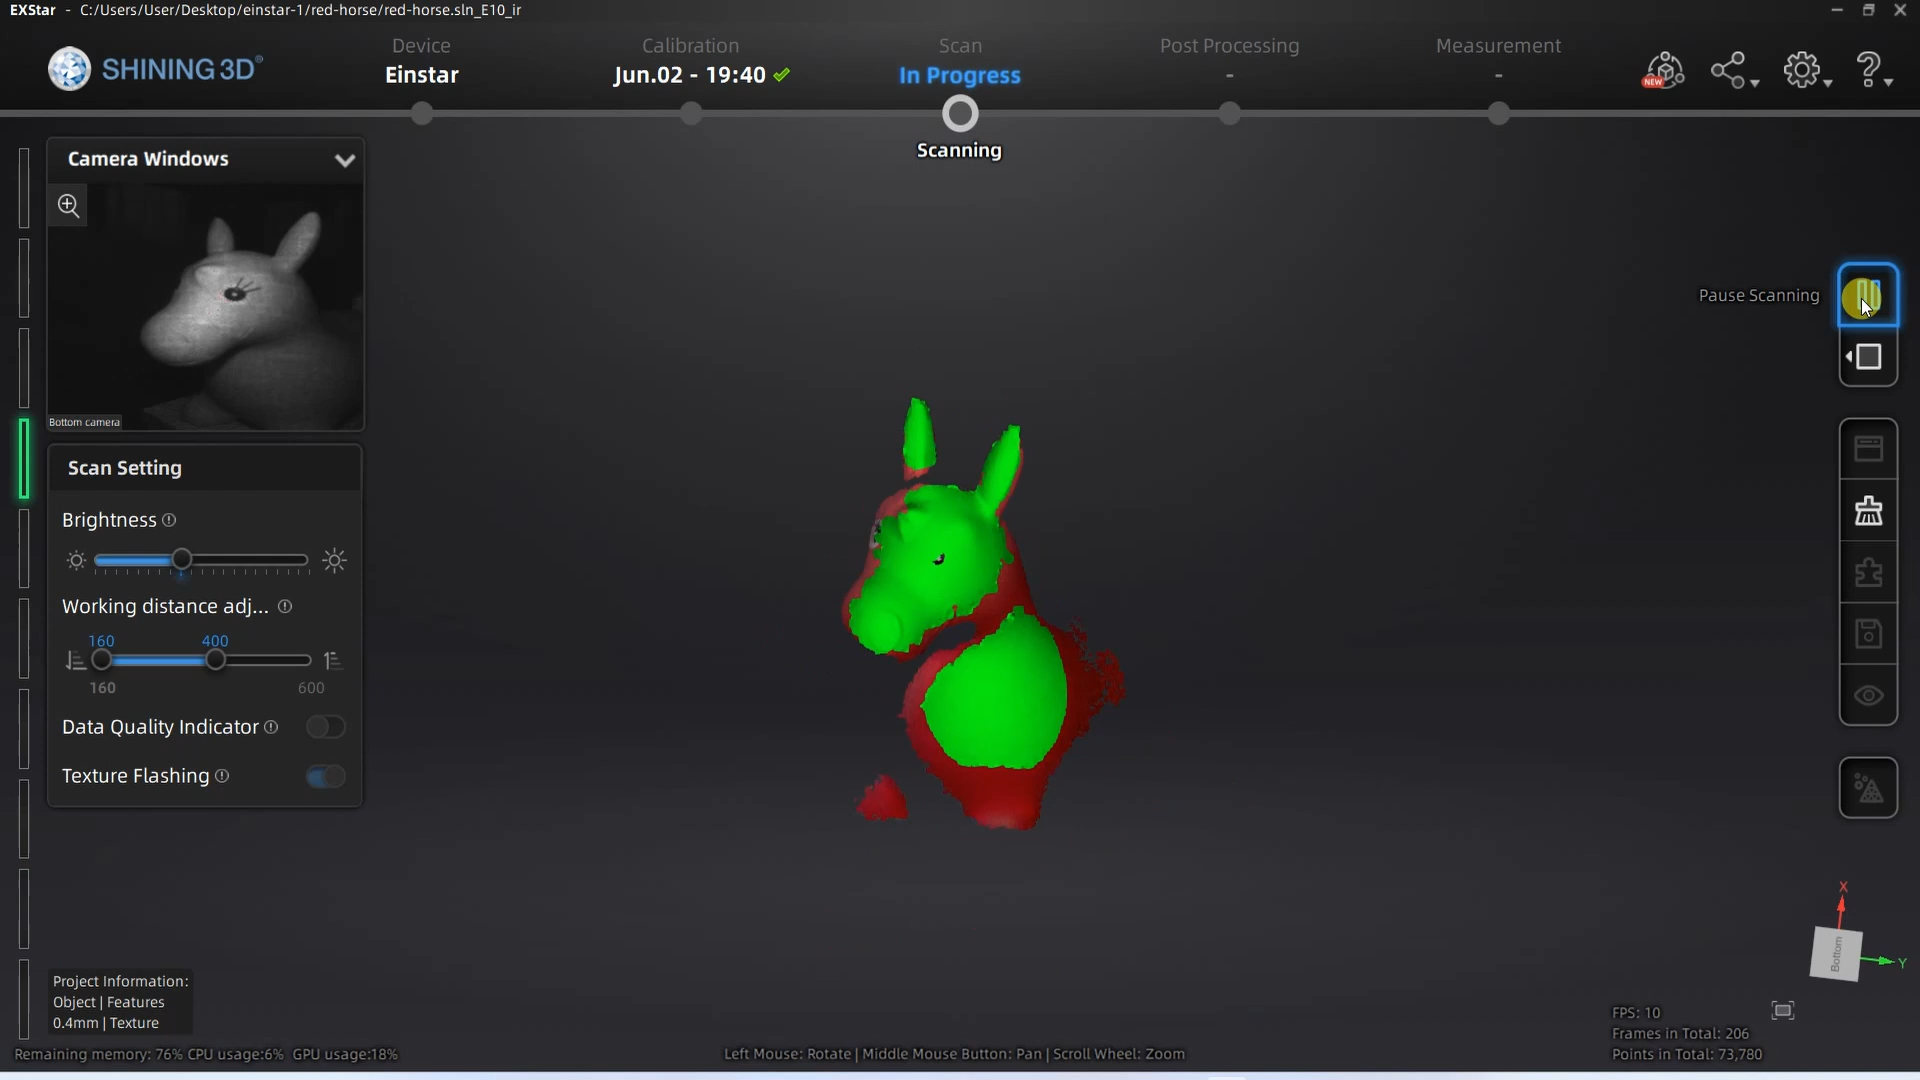 EXStar - C:/Users/User/Desktop/einstar-1/red-horse/red-horse.sln_E10_ir
SHINING 3D®
Device
Einstar
Calibration
Jun.02 - 19:40
Scan
In Progress
Scanning
Post Processing
-
Measurement
-
NEW
Camera Windows
Bottom camera
Scan Setting
Brightness
Working distance adj...
160 400
160 600
Data Quality Indicator
Texture Flashing
Pause Scanning
Project Information:
Object | Features
0.4mm | Texture
Remaining memory: 76% CPU usage:6% GPU usage:18%
Left Mouse: Rotate | Middle Mouse Button: Pan | Scroll Wheel: Zoom
X
Bottom
Y
FPS: 10
Frames in Total: 206
Points in Total: 73,780